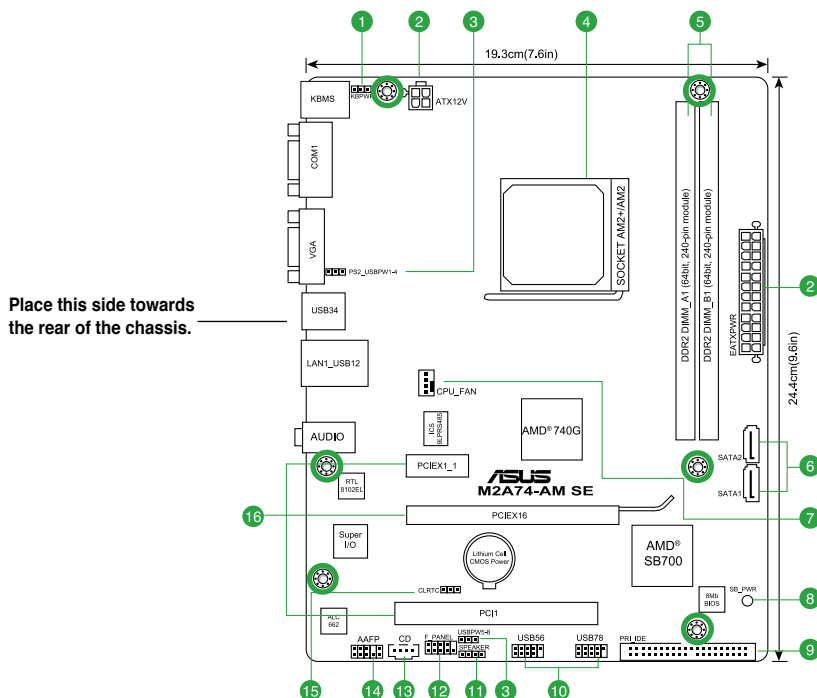 1
2
3
4
5
19.3cm(7.6in)
KBMS
KBPWR
ATX12V
COM1
VGA
PS2_USBPW1-4
SOCKET AM2+/AM2
DDR2 DIMM_A1 (64bit, 240-pin module)
DDR2 DIMM_B1 (64bit, 240-pin module)
EATXPWR
2
24.4cm(9.6in)
Place this side towards
the rear of the chassis.
USB34
LAN1_USB12
CPU_FAN
ICS
9LPRS485
AMD® 740G
AUDIO
PCIEX1_1
RTL
8102EL
ASUS
M2A74-AM SE
SATA2
SATA1
6
7
16
PCIEX16
Super
I/O
Lithium Cell
CMOS Power
AMD®
SB700
CLRTC
8Mb
BIOS
SB_PWR
8
PCI1
ALC
662
AAFP
CD
F_PANEL
USBPW5-8
SPEAKER
USB56
USB78
PRI_IDE
9
15
14
13
12
11
3
10